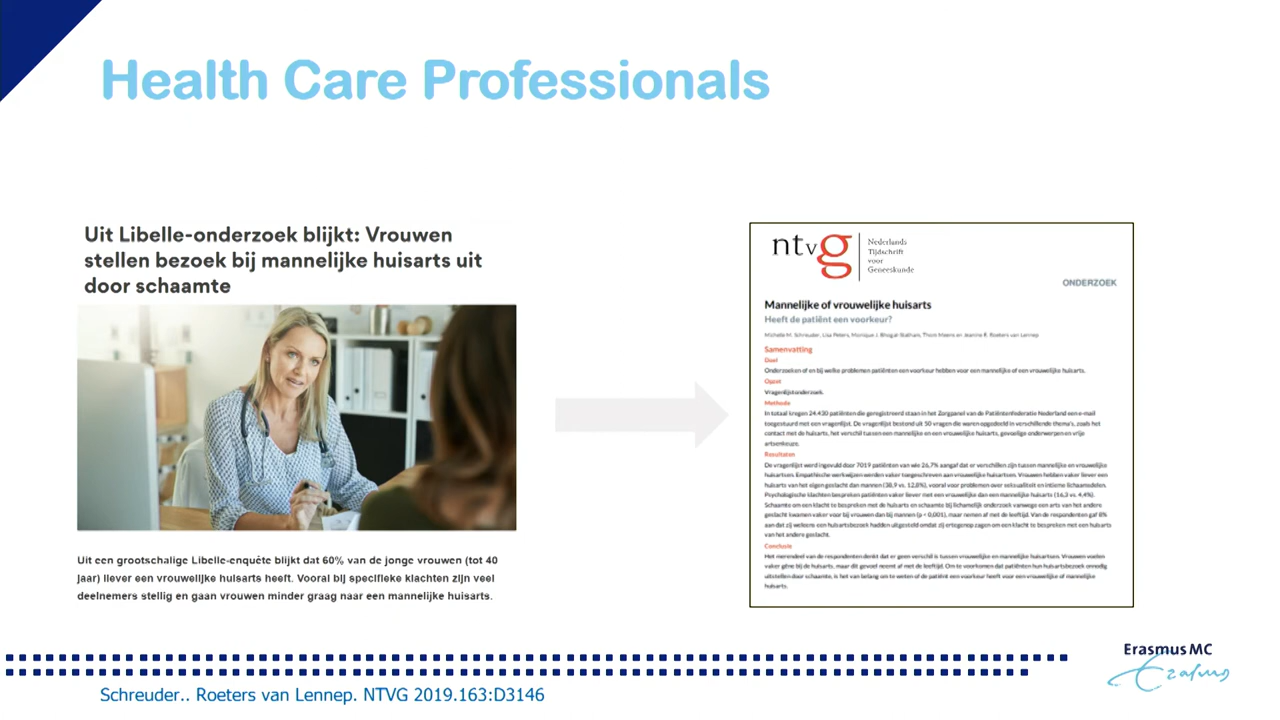 Health Care Professionals
Uit Libelle-onderzoek blijkt: Vrouwen
stellen bezoek bij mannelijke huisarts uit
door schaamte
Uit een grootschalige Libelle-enquête blijkt dat 60% van de jonge vrouwen (tot 40
jaar) liever een vrouwelijke huisarts heeft. Vooral bij specifieke klachten zijn veel
deelnemers stellig en gaan vrouwen minder graag naar een mannelijke huisarts.
ntvg
Nederlands
Tijdschrift
voor
Geneeskunde
ONDERZOEK
Mannelijke of vrouwelijke huisarts
Heeft de patiënt een voorkeur?
Michelle M. Schreuder, Lisa Peters, Monique J. Bhogal-Statham, Thom Meens en Jeanine E. Roeters van Lennep
Samenvatting
Doel
Onderzoeken of en bij welke problemen patiënten een voorkeur hebben voor een mannelijke of een vrouwelijke huisarts.
Opzet
Vragenlijstonderzoek.
Methode
In totaal kregen 24.430 patiënten die geregistreerd staan in het Zorgpanel van de Patiëntenfederatie Nederland een e-mail
toegestuurd met een vragenlijst. De vragenlijst bestond uit 50 vragen die waren opgedeeld in verschillende thema's, zoals het
contact met de huisarts, het verschil tussen een mannelijke en een vrouwelijke huisarts, gevoelige onderwerpen en vrije
artsenkeuze.
Resultaten
De vragenlijst werd ingevuld door 7019 patiënten van wie 26,7% aangaf dat er verschillen zijn tussen mannelijke en vrouwelijke
huisartsen. Empathische werkwijzen werden vaker toegeschreven aan vrouwelijke huisartsen. Vrouwen hebben vaker liever een
huisarts van het eigen geslacht dan mannen (38,9 vs. 12,8%), vooral voor problemen over seksualiteit en intieme lichaamsdelen.
Psychologische klachten bespreken patiënten vaker liever met een vrouwelijke dan een mannelijke huisarts (16,3 vs. 4,4%).
Schaamte om een klacht te bespreken met de huisarts en schaamte bij lichamelijk onderzoek vanwege een arts van het andere
geslacht kwamen vaker voor bij vrouwen dan bij mannen (p < 0,001), maar nemen af met de leeftijd. Van de respondenten gaf 8%
aan dat zij weleens een huisartsbezoek hadden uitgesteld omdat zij ertegenop zagen om een klacht te bespreken met een huisarts
van het andere geslacht.
Conclusie
Het merendeel van de respondenten denkt dat er geen verschil is tussen vrouwelijke en mannelijke huisartsen. Vrouwen voelen
vaker gêne bij de huisarts, maar dit gevoel neemt af met de leeftijd. Om te voorkomen dat patiënten hun huisartsbezoek onnodig
uitstellen door schaamte, is het van belang om te weten of de patiënt een voorkeur heeft voor een vrouwelijke of mannelijke
huisarts.
Erasmus MC
Erasmus
Schreuder.. Roeters van Lennep. NTVG 2019.163:D3146